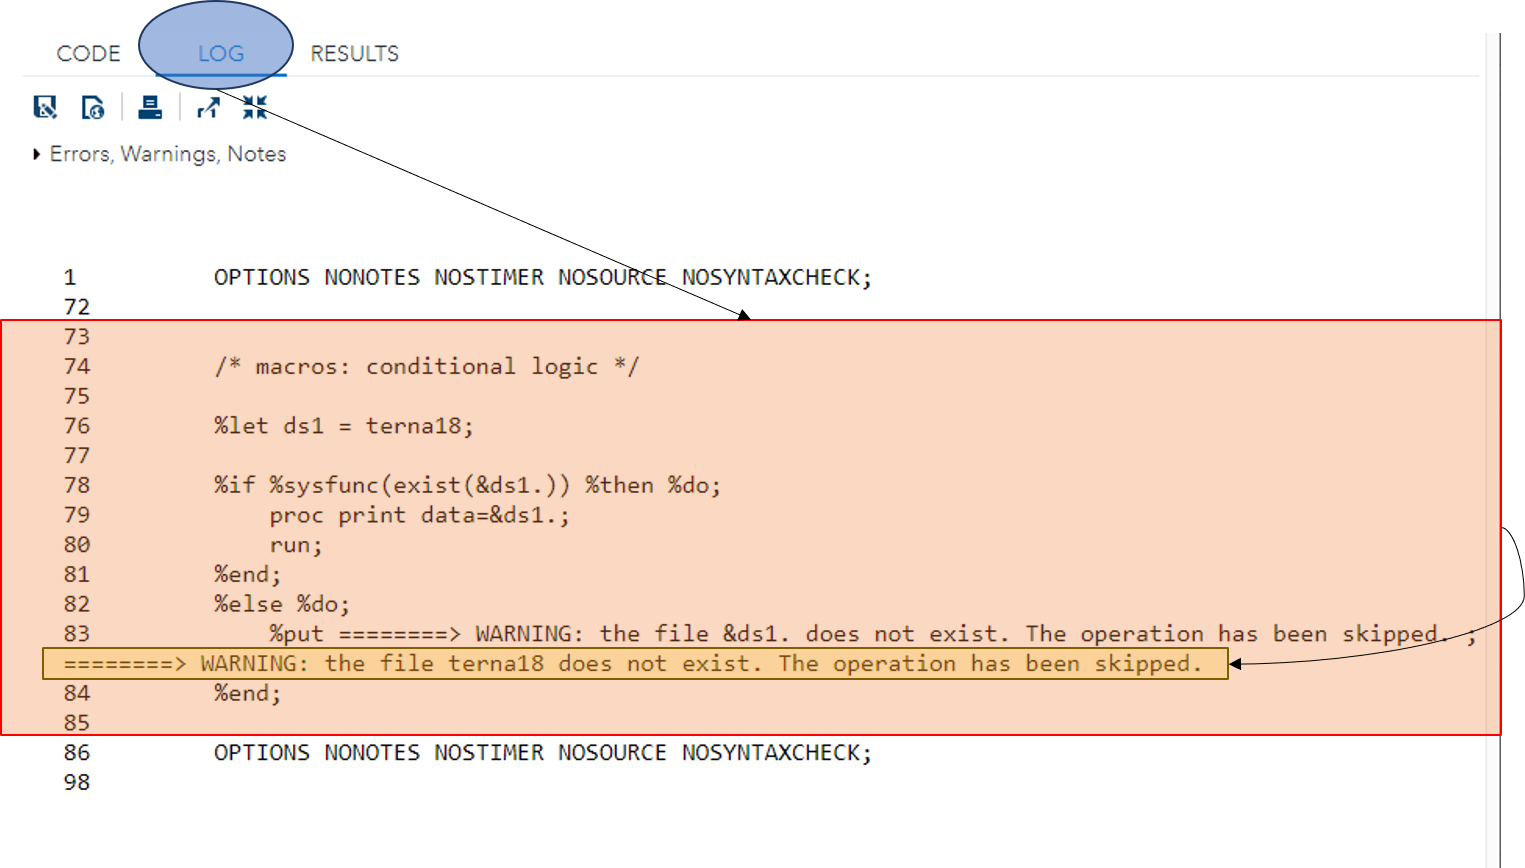 CODE LOG RESULTS
Errors, Warnings, Notes
1 OPTIONS NONOTES NOSTIMER NOSOURCE NOSYNTAXCHECK;
72
73
74 /* macros: conditional logic */
75
76 %let ds1 = terna18;
77
78 %if %sysfunc(exist(&ds1.)) %then %do;
79 proc print data=&ds1.;
80 run;
81 %end;
82 %else %do;
83 %put ========> WARNING: the file &ds1. does not exist. The operation has been skipped. ;
========> WARNING: the file terna18 does not exist. The operation has been skipped.
84 %end;
85
86 OPTIONS NONOTES NOSTIMER NOSOURCE NOSYNTAXCHECK;
98